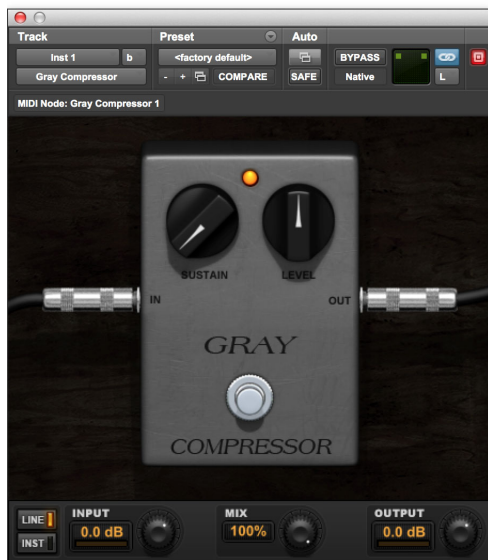 Track Preset Auto
Inst 1 b <factory default> BYPASS
Gray Compressor - + COMPARE SAFE Native L
MIDI Node: Gray Compressor 1
SUSTAIN LEVEL
IN OUT
GRAY
COMPRESSOR
LINE INPUT MIX OUTPUT
INST 0.0 dB 100% 0.0 dB